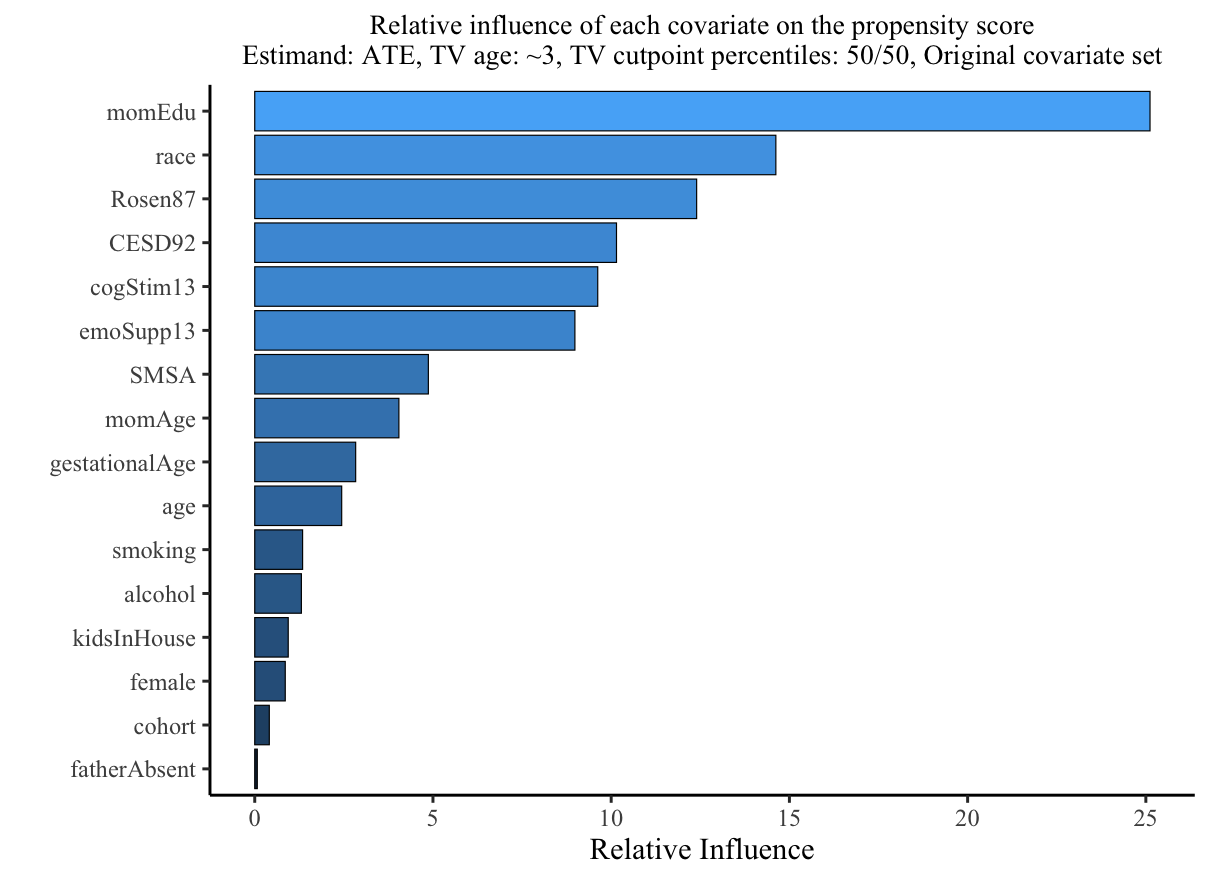 Relative influence of each covariate on the propensity score
Estimand: ATE, TV age: ~3, TV cutpoint percentiles: 50/50, Original covariate set
momEdu
race
Rosen87
CESD92
cogStim13
emoSupp13
SMSA
momAge
gestationalAge
age
smoking
alcohol
kidsInHouse
female
cohort
fatherAbsent
0 5 10 15 20 25
Relative Influence